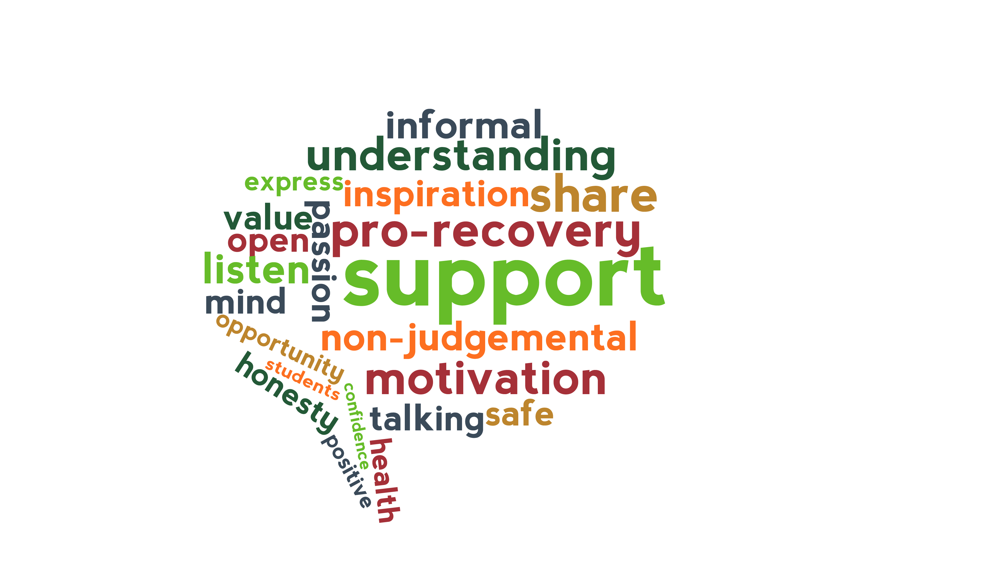 informal
understanding
express
inspiration
share
value
passion
pro-recovery
open
listen
support
mind
opportunity
non-judgemental
honesty
students
motivation
confidence
talking
safe
positive
health